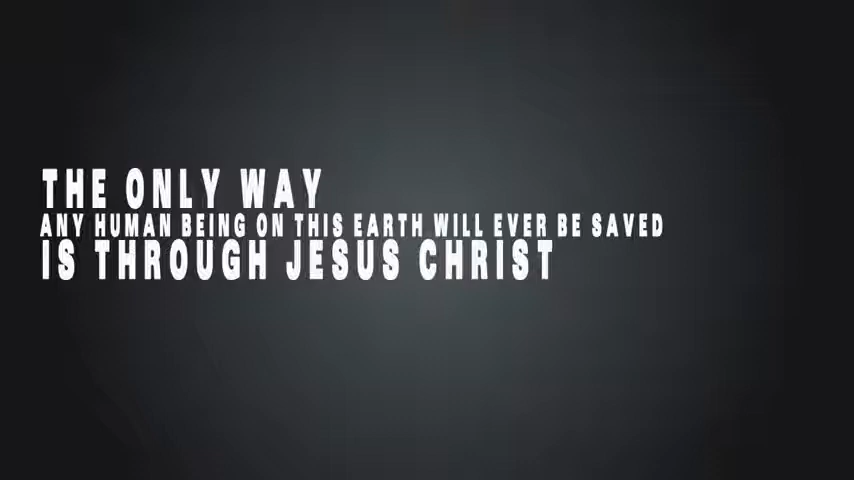 THE ONLY WAY
ANY HUMAN BEING ON THIS EARTH WILL EVER BE SAVED
IS THROUGH JESUS CHRIST